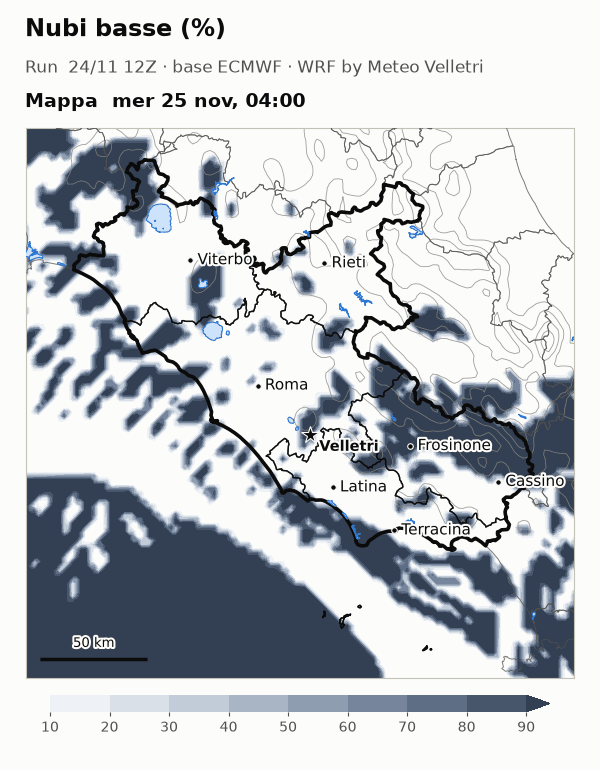 Nubi basse (%)
Run 24/11 12Z · base ECMWF · WRF by Meteo Velletri
Mappa mer 25 nov, 04:00
Viterbo
Rieti
Roma
Velletri
Frosinone
Latina
Cassino
Terracina
50 km
10 20 30 40 50 60 70 80 90